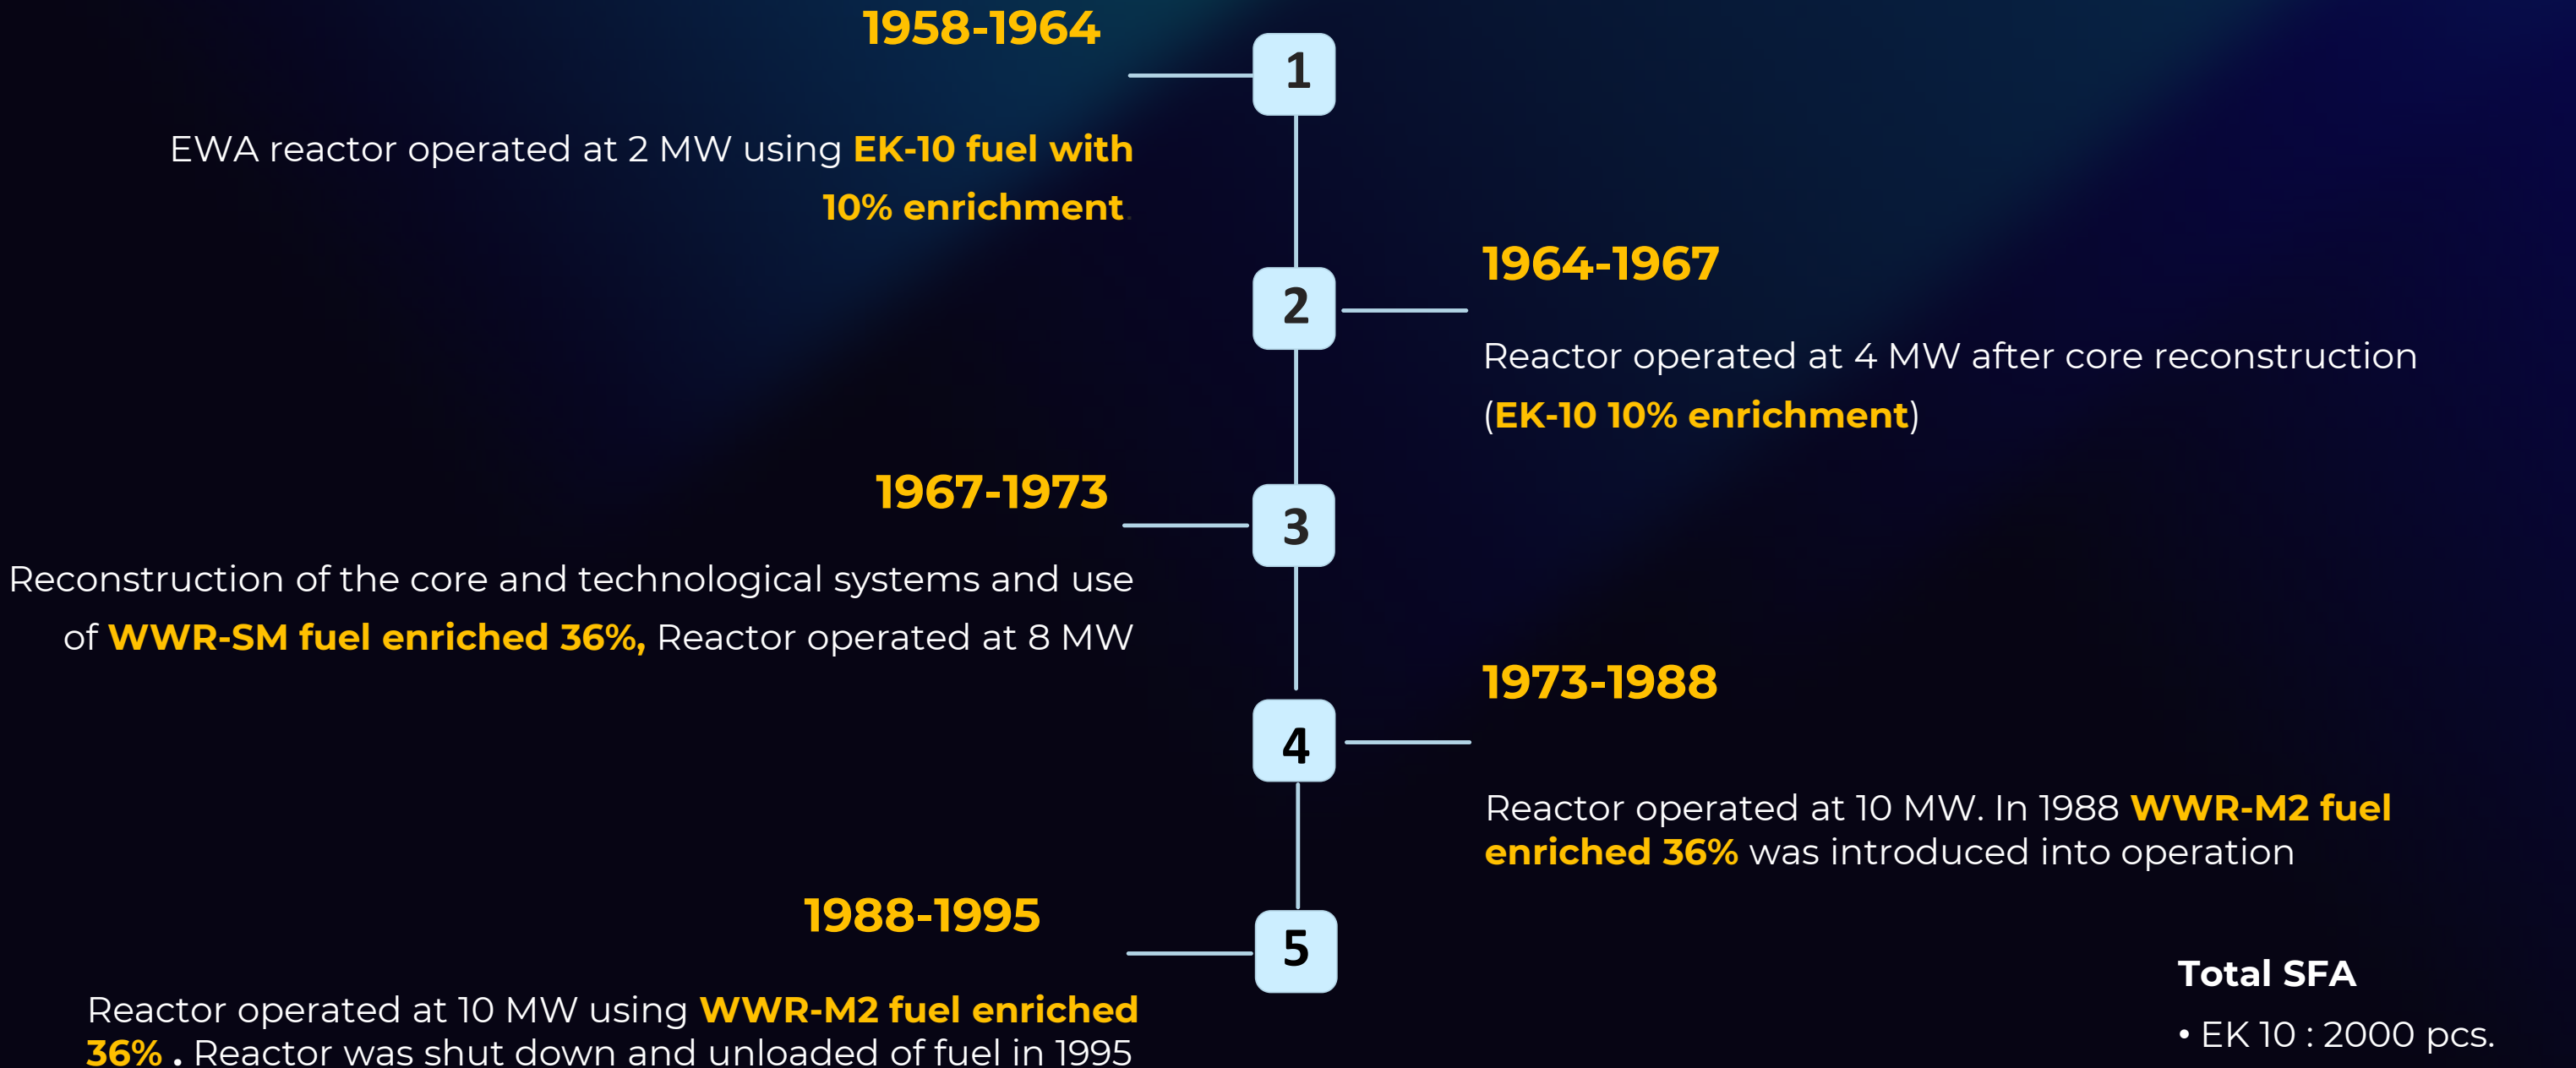 1958-1964
1
EWA reactor operated at 2 MW using EK-10 fuel with
10% enrichment.
1964-1967
2
Reactor operated at 4 MW after core reconstruction
(EK-10 10% enrichment)
1967-1973
3
Reconstruction of the core and technological systems and use
of WWR-SM fuel enriched 36%, Reactor operated at 8 MW
1973-1988
4
Reactor operated at 10 MW. In 1988 WWR-M2 fuel
enriched 36% was introduced into operation
1988-1995
5
Reactor operated at 10 MW using WWR-M2 fuel enriched
36% . Reactor was shut down and unloaded of fuel in 1995
Total SFA
• EK 10 : 2000 pcs.